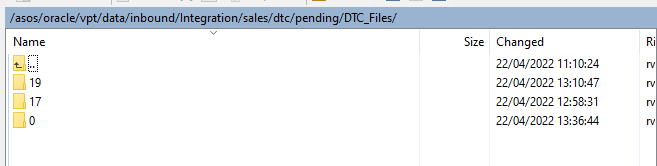 /asos/oracle/vpt/data/inbound/Integration/sales/dtc/pending/DTC_Files/
Name Size Changed Ri
.. 22/04/2022 11:10:24 rv
19 22/04/2022 13:10:47 rv
17 22/04/2022 12:58:31 rv
0 22/04/2022 13:36:44 rv